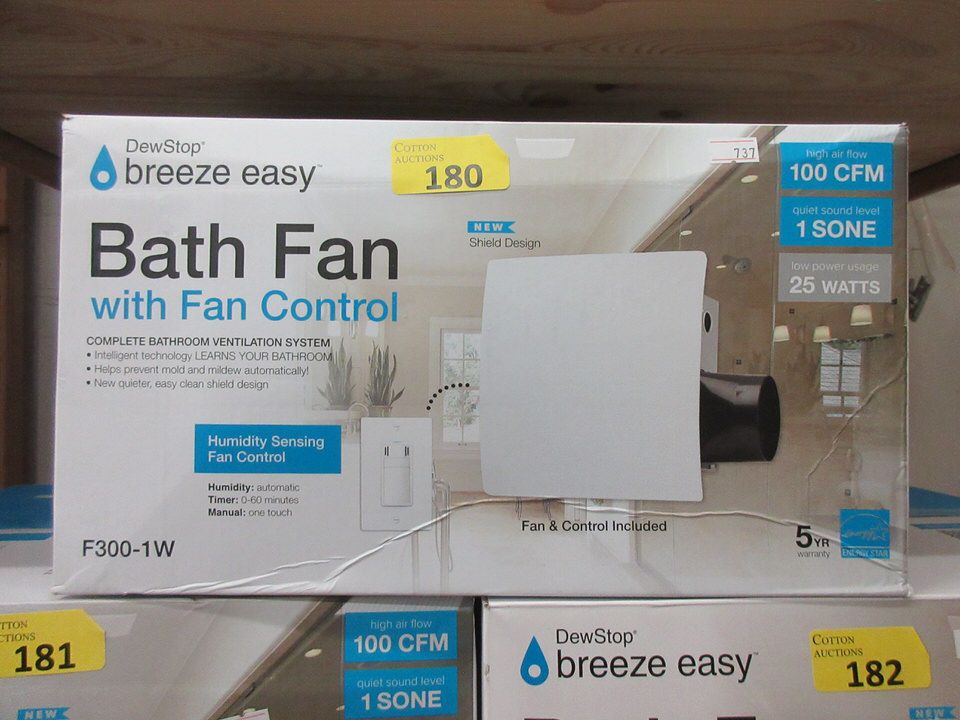 DewStop®
breeze easy™
COTTON
AUCTIONS
180
737
high air flow
100 CFM
quiet sound level
1 SONE
low power usage
25 WATTS
Bath Fan
with Fan Control
NEW
Shield Design
COMPLETE BATHROOM VENTILATION SYSTEM
• Intelligent technology LEARNS YOUR BATHROOM
• Helps prevent mold and mildew automatically!
• New quieter, easy clean shield design
Humidity Sensing
Fan Control
Humidity: automatic
Timer: 0-60 minutes
Manual: one touch
Fan & Control Included
F300-1W
5 YR
warranty
ENERGY STAR
TTON
CTIONS
181
high air flow
100 CFM
quiet sound level
1 SONE
NEW
DewStop®
breeze easy™
COTTON
AUCTIONS
182
NEW